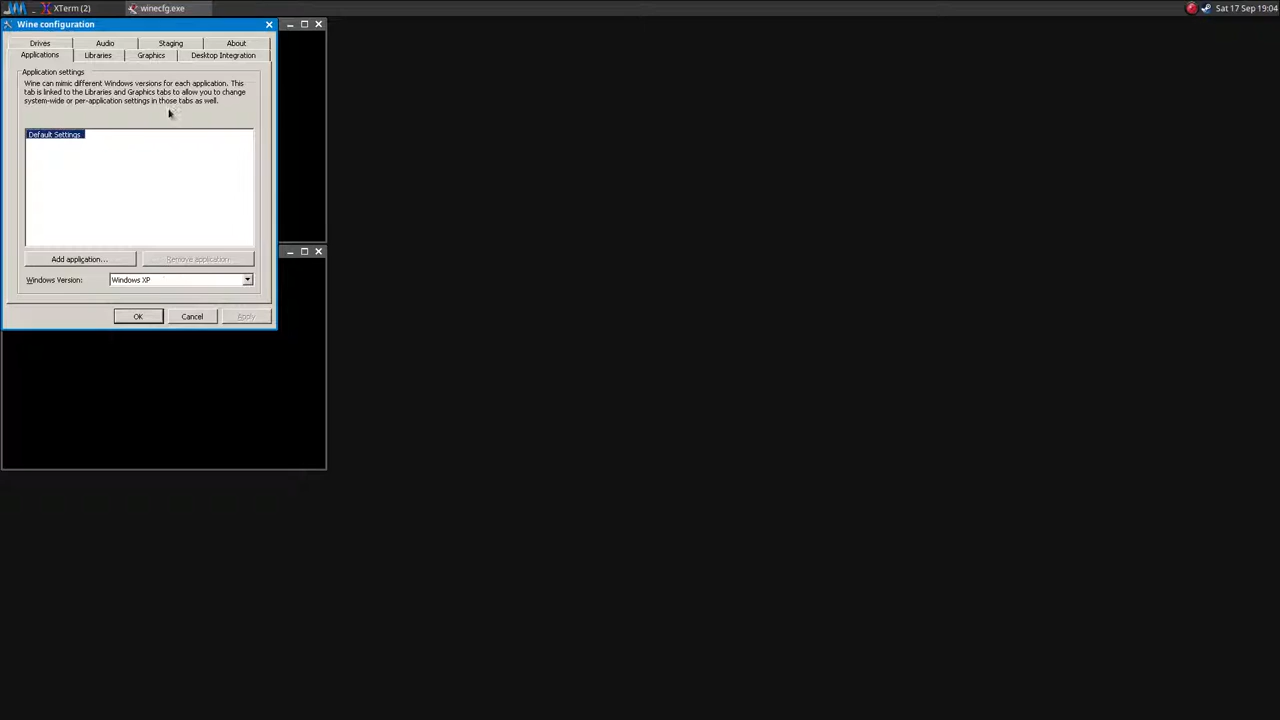 XTerm (2)
winecfg.exe
Sat 17 Sep 19:04
Wine configuration
Drives
Audio
Staging
About
Applications
Libraries
Graphics
Desktop Integration
Application settings
Wine can mimic different Windows versions for each application. This
tab is linked to the Libraries and Graphics tabs to allow you to change
system-wide or per-application settings in those tabs as well.
Default Settings
Add application...
Remove application...
Windows Version:
Windows XP
OK
Cancel
Apply